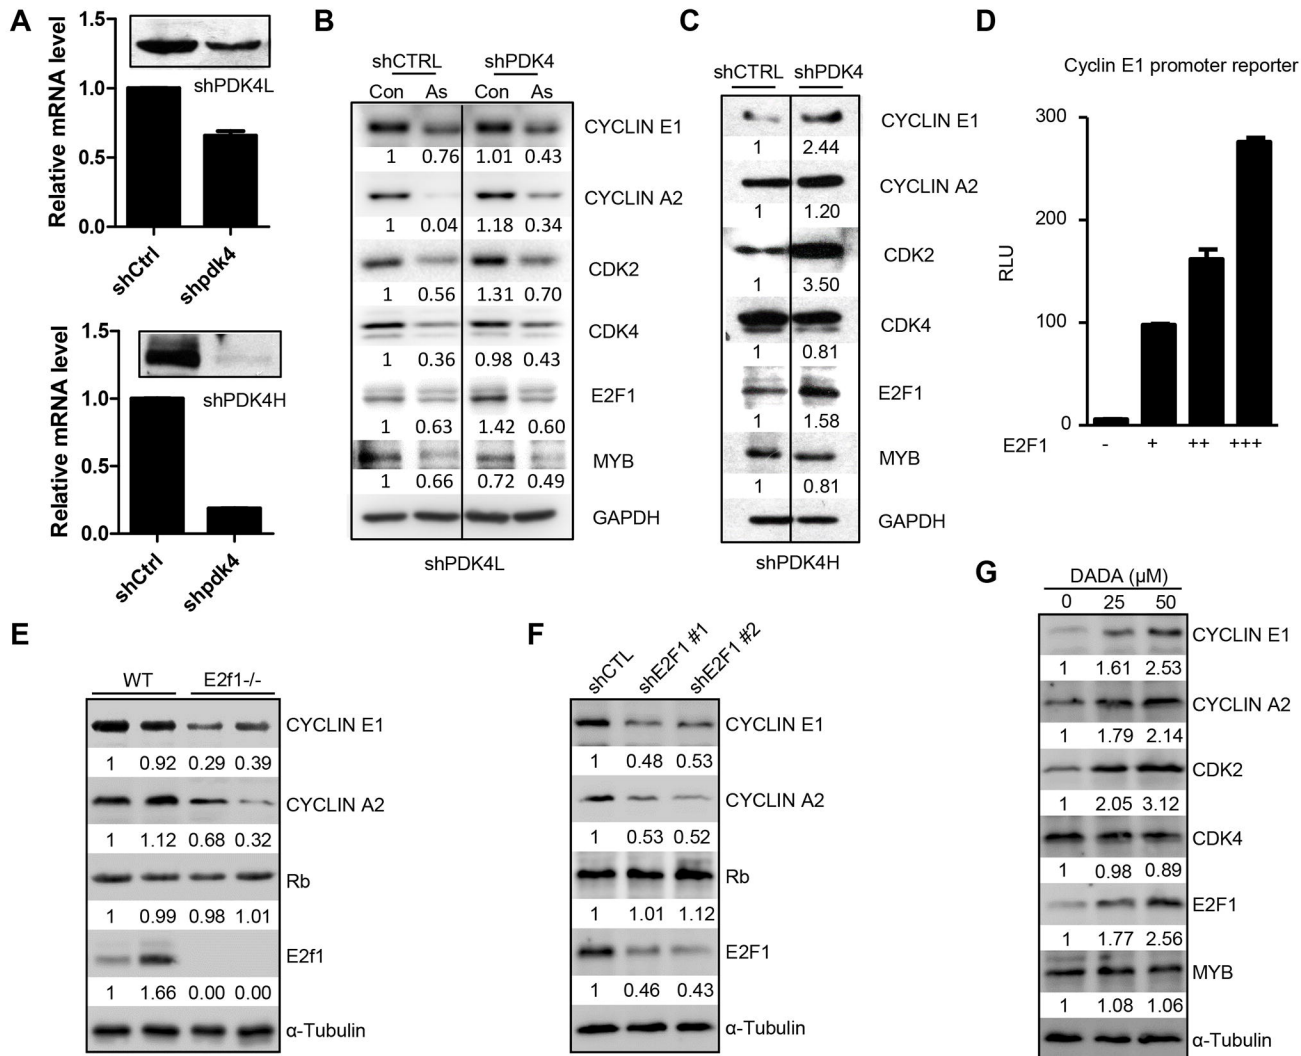 A
Relative mRNA level
1.5
1.0
0.5
0.0
shPDK4L
shCtrl
shpdk4
Relative mRNA level
1.5
1.0
0.5
0.0
shPDK4H
shCtrl
shpdk4
B
shCTRL shPDK4
Con As Con As
CYCLIN E1
1 0.76 1.01 0.43
CYCLIN A2
1 0.04 1.18 0.34
CDK2
1 0.56 1.31 0.70
CDK4
1 0.36 0.98 0.43
E2F1
1 0.63 1.42 0.60
MYB
1 0.66 0.72 0.49
GAPDH
shPDK4L
C
shCTRL shPDK4
CYCLIN E1
1 2.44
CYCLIN A2
1 1.20
CDK2
1 3.50
CDK4
1 0.81
E2F1
1 1.58
MYB
1 0.81
GAPDH
shPDK4H
D
Cyclin E1 promoter reporter
RLU
300
200
100
0
E2F1 - + ++ +++
E
WT E2f1-/-
CYCLIN E1
1 0.92 0.29 0.39
CYCLIN A2
1 1.12 0.68 0.32
Rb
1 0.99 0.98 1.01
E2f1
1 1.66 0.00 0.00
α-Tubulin
F
shCTL
shE2F1 #1
shE2F1 #2
CYCLIN E1
1 0.48 0.53
CYCLIN A2
1 0.53 0.52
Rb
1 1.01 1.12
E2F1
1 0.46 0.43
α-Tubulin
G
DADA (µM)
0 25 50
CYCLIN E1
1 1.61 2.53
CYCLIN A2
1 1.79 2.14
CDK2
1 2.05 3.12
CDK4
1 0.98 0.89
E2F1
1 1.77 2.56
MYB
1 1.08 1.06
α-Tubulin